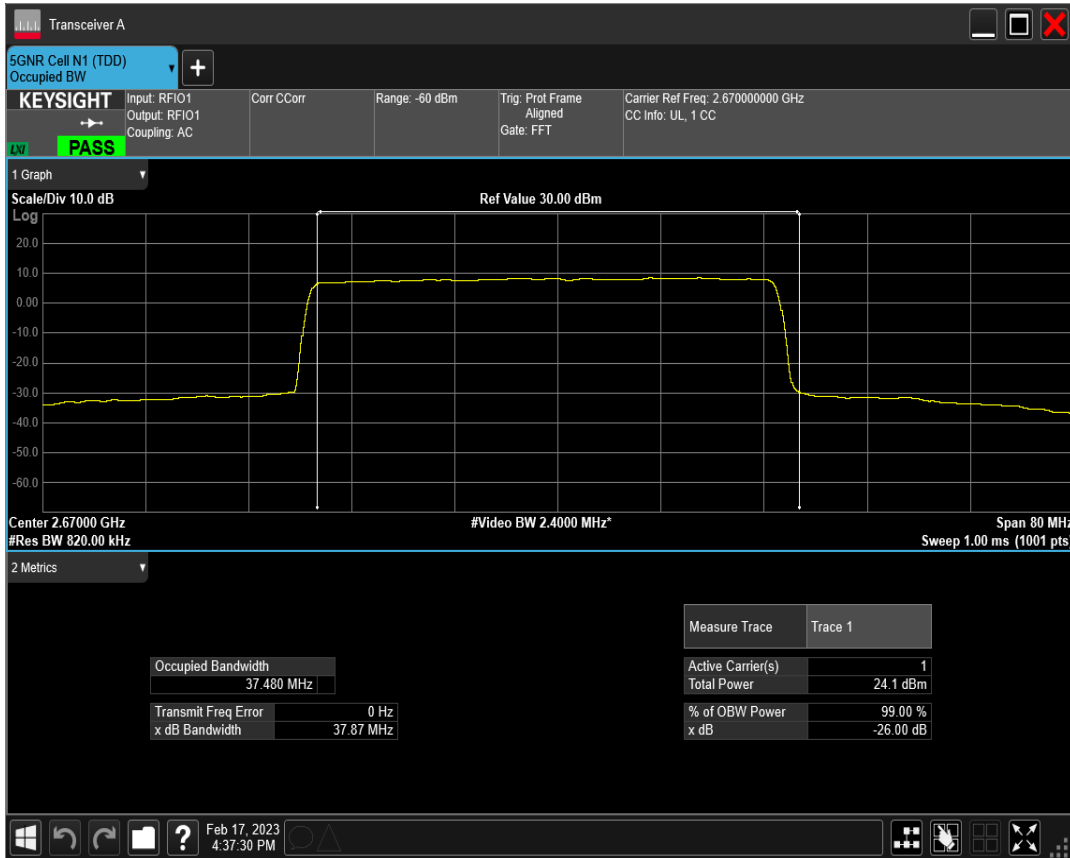 Transceiver A
5GNR Cell N1 (TDD)
Occupied BW
+
KEYSIGHT
LXI
PASS
Input: RFIO1
Output: RFIO1
Coupling: AC
Corr CCorr
Range: -60 dBm
Trig: Prot Frame
Aligned
Gate: FFT
Carrier Ref Freq: 2.670000000 GHz
CC Info: UL, 1 CC
1 Graph
Scale/Div 10.0 dB
Ref Value 30.00 dBm
Log
20.0
10.0
0.00
-10.0
-20.0
-30.0
-40.0
-50.0
-60.0
Center 2.67000 GHz
#Video BW 2.4000 MHz*
Span 80 MHz
#Res BW 820.00 kHz
Sweep 1.00 ms (1001 pts)
2 Metrics
Measure Trace Trace 1
Occupied Bandwidth
37.480 MHz
Active Carrier(s) 1
Total Power 24.1 dBm
Transmit Freq Error 0 Hz
x dB Bandwidth 37.87 MHz
% of OBW Power 99.00 %
x dB -26.00 dB
?
Feb 17, 2023
4:37:30 PM